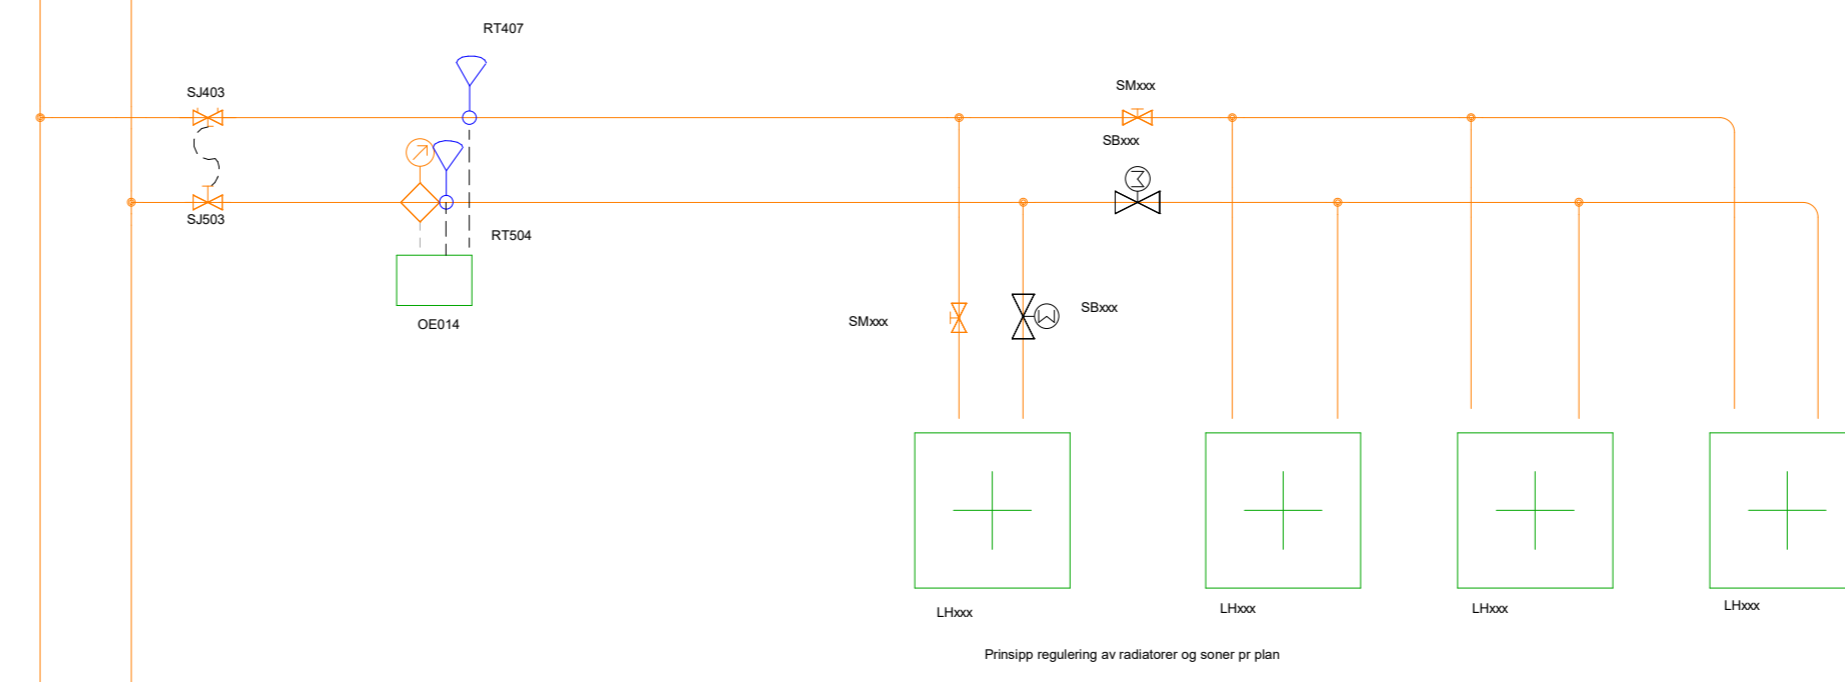 RT407
SJ403
SMxxx
SBxxx
SJ503
RT504
OE014
SMxxx
SBxxx
LHxxx
LHxxx
LHxxx
LHxxx
Prinsipp regulering av radiatorer og soner pr plan